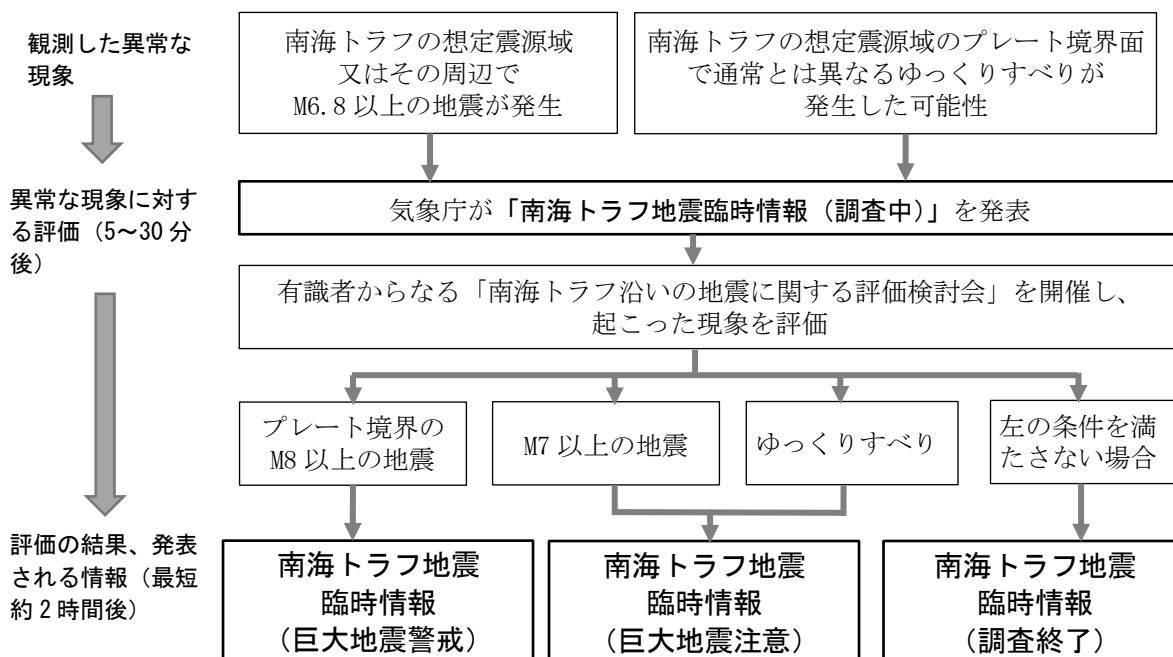 観測した異常な
現象
南海トラフの想定震源域
又はその周辺で
M6.8 以上の地震が発生
南海トラフの想定震源域のプレート境界面
で通常とは異なるゆっくりすべりが
発生した可能性
異常な現象に対す
る評価（5～30 分
後）
気象庁が「南海トラフ地震臨時情報（調査中）」を発表
有識者からなる「南海トラフ沿いの地震に関する評価検討会」を開催し、
起こった現象を評価
プレート境界の
M8 以上の地震
M7 以上の地震
ゆっくりすべり
左の条件を満
たさない場合
評価の結果、発表
される情報（最短
約 2 時間後）
南海トラフ地震
臨時情報
（巨大地震警戒）
南海トラフ地震
臨時情報
（巨大地震注意）
南海トラフ地震
臨時情報
（調査終了）